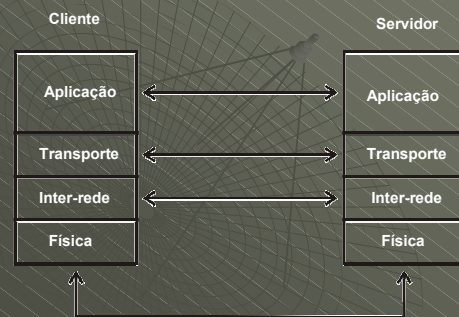 Cliente
Servidor
Aplicação
Aplicação
Transporte
Transporte
Inter-rede
Inter-rede
Física
Física